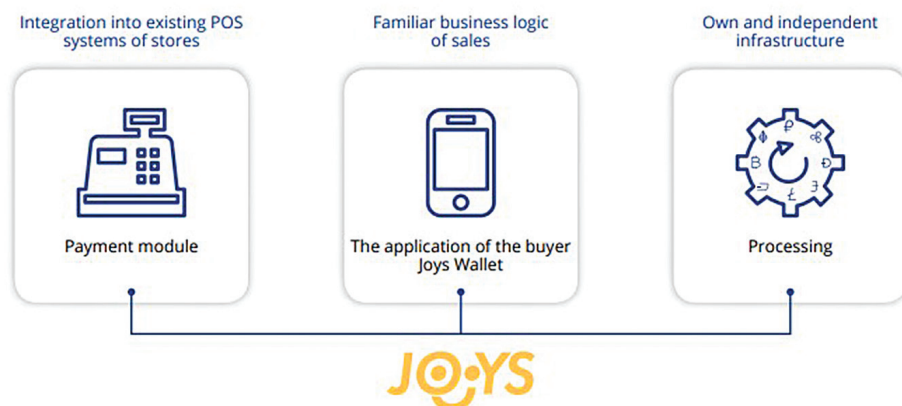 Integration into existing POS
systems of stores
Familiar business logic
of sales
Own and independent
infrastructure
Payment module
The application of the buyer
Joys Wallet
Processing
JOYS